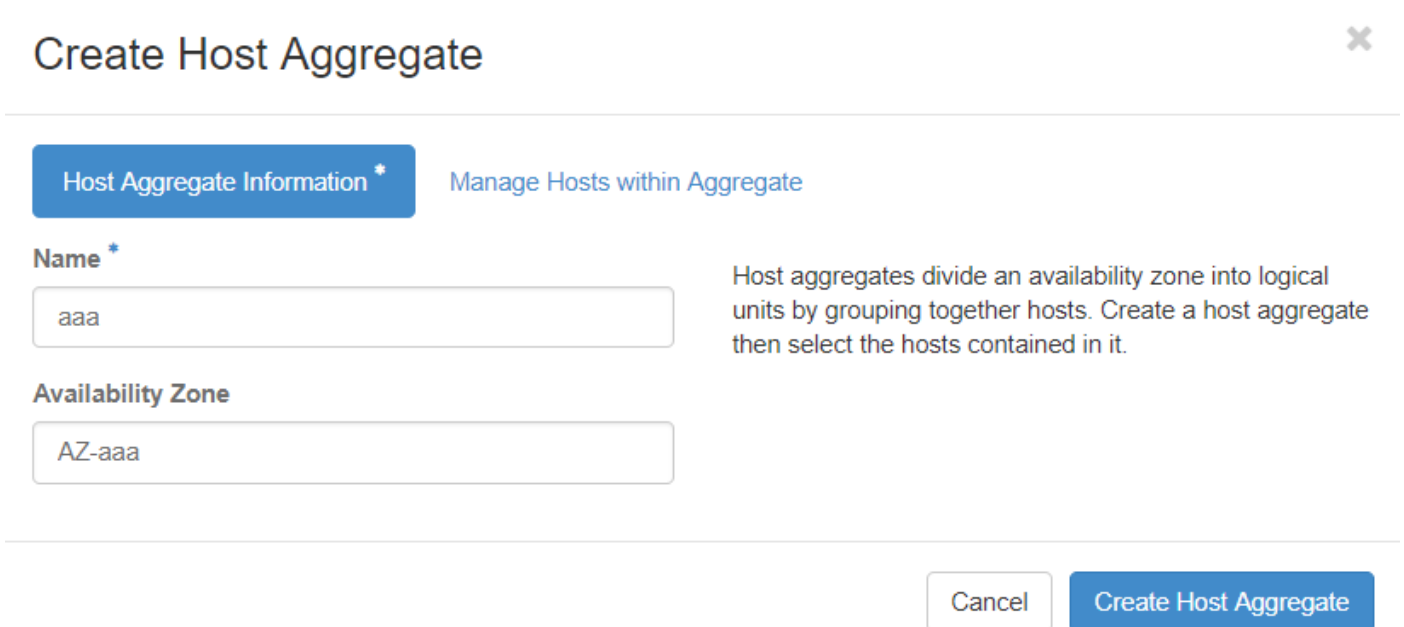 Create Host Aggregate
×
Host Aggregate Information *
Manage Hosts within Aggregate
Name *
aaa
Availability Zone
AZ-aaa
Host aggregates divide an availability zone into logical
units by grouping together hosts. Create a host aggregate
then select the hosts contained in it.
Cancel
Create Host Aggregate